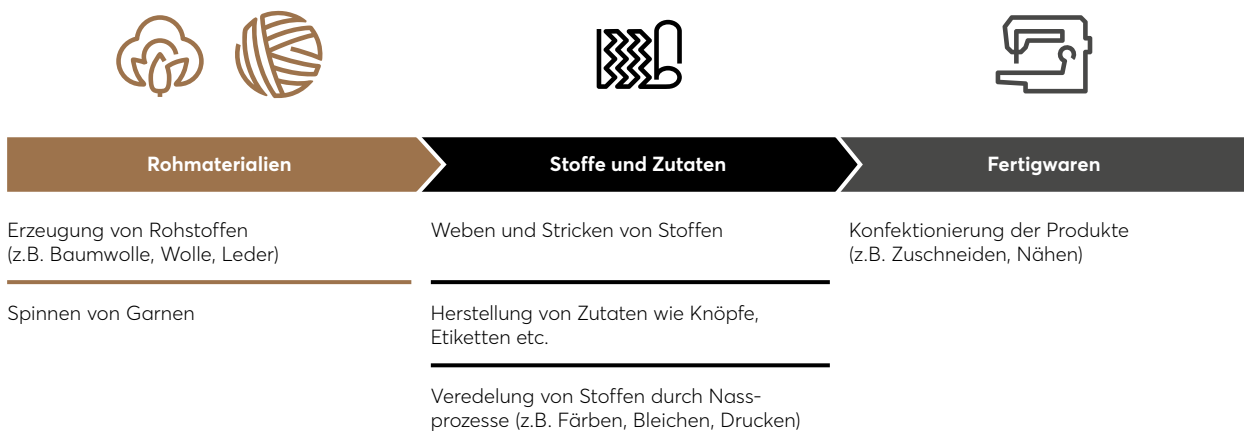 Rohmaterialien
Stoffe und Zutaten
Fertigwaren
Erzeugung von Rohstoffen
(z.B. Baumwolle, Wolle, Leder)
Spinnen von Garnen
Weben und Stricken von Stoffen
Herstellung von Zutaten wie Knöpfe,
Etiketten etc.
Veredelung von Stoffen durch Nass-
prozesse (z.B. Färben, Bleichen, Drucken)
Konfektionierung der Produkte
(z.B. Zuschneiden, Nähen)